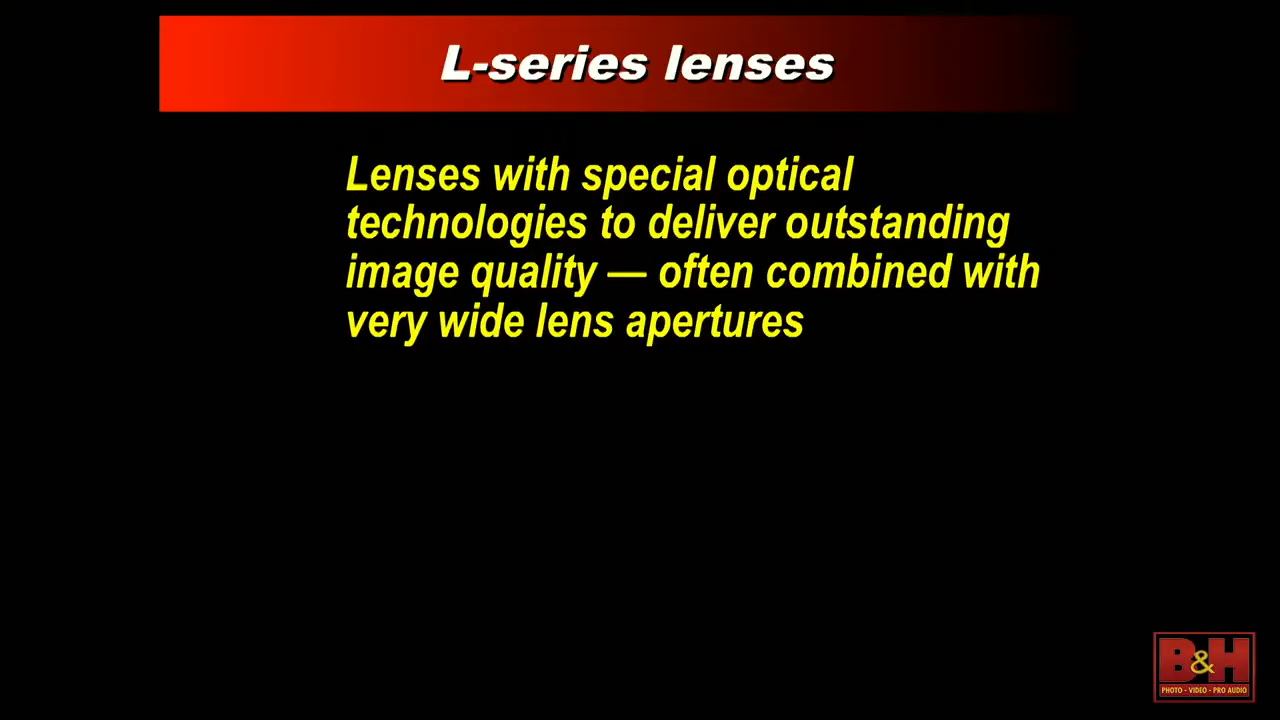 L-series lenses
Lenses with special optical
technologies to deliver outstanding
image quality — often combined with
very wide lens apertures
B&H
PHOTO - VIDEO - PRO AUDIO